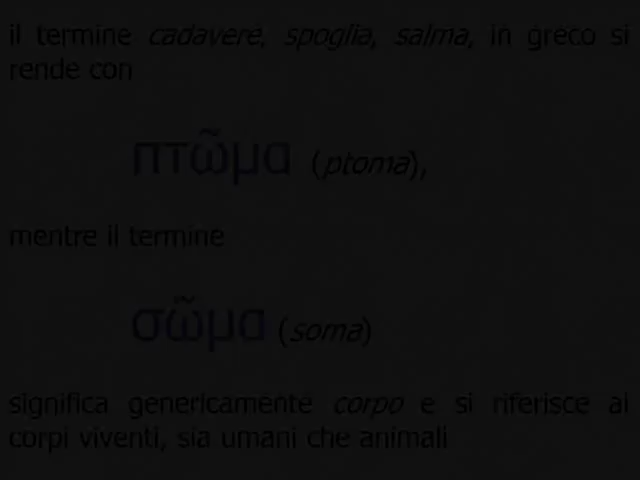 il termine cadavere, spoglia, salma, in greco si
rende con
πτῶμα (ptoma),
mentre il termine
σῶμα (soma)
significa genericamente corpo e si riferisce ai
corpi viventi, sia umani che animali